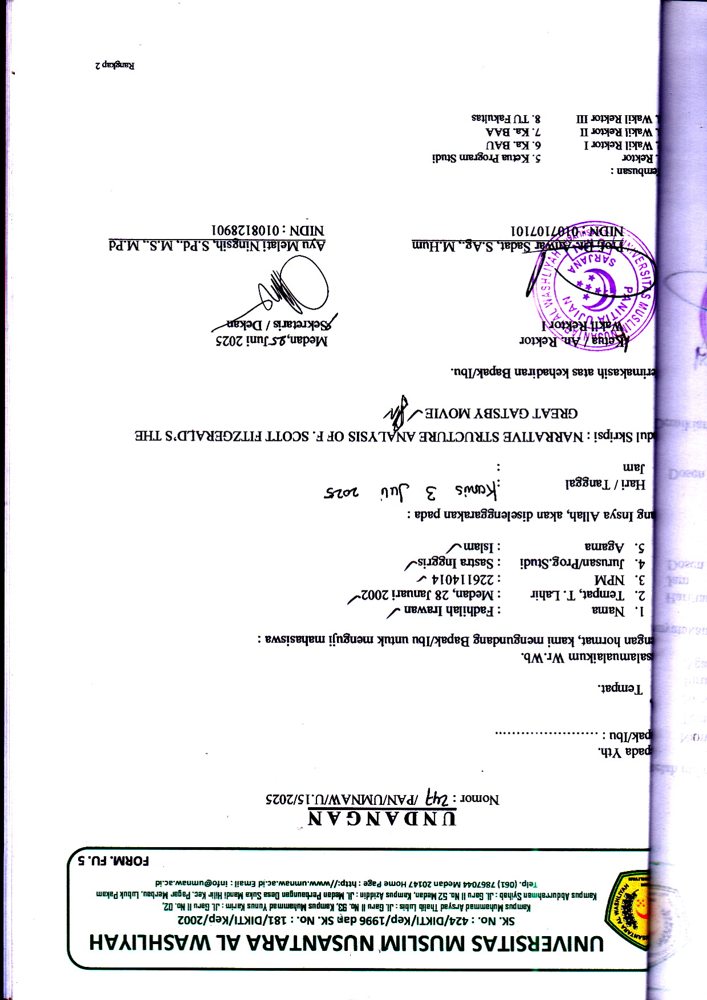 UNIVERSITAS MUSLIM NUSANTARA AL WASHLIYAH
SK. No. : 424/DIKTI/Kep/1996 dan SK. No. : 181/DIKTI/Kep/2002
Kampus Muhammad Arsyad Thalib Lubis : Jl. Garu II No. 93, Kampus Muhammad Yunus Karim : Jl. Garu II No. 02,
Kampus Abdurrahman Syihab : Jl. Garu II No. 52 Medan, Kampus Aziddin : Jl. Medan Perbaungan Desa Suka Mandi Hilir Kec. Pagar Merbau, Lubuk Pakam
Telp. (061) 7867044 Medan 20147 Home Page : http://www.umnaw.ac.id Email : info@umnaw.ac.id
FORM. FU. 5
UNDANGAN
Nomor : 247 /PAN/UMNAW/U.15/2025
pada Yth.
pak/Ibu : ........................
Tempat.
salamualaikum Wr.Wb.
engan hormat, kami mengundang Bapak/Ibu untuk menguji mahasiswa :
1. Nama : Fadhilah Irawan
2. Tempat, T. Lahir : Medan, 28 Januari 2002
3. NPM : 226114014
4. Jurusan/Prog.Studi : Sastra Inggris
5. Agama : Islam
ang Insya Allah, akan diselenggarakan pada :
Hari / Tanggal : Kamis 3 Juli 2025
Jam :
dul Skripsi : NARRATIVE STRUCTURE ANALYSIS OF F. SCOTT FITZGERALD'S THE
GREAT GATSBY MOVIE
erimakasih atas kehadiran Bapak/Ibu.
Medan, 25 Juni 2025
Ketua / An. Rektor Sekretaris / Dekan
Wakil Rektor I
UNIVERSITAS MUSLIM NUSANTARA AL WASHLIYAH
PANITIA UJIAN
SARJANA
Prof. Dr. Anwar Sadat, S.Ag., M.Hum Ayu Melati Ningsih, S.Pd., M.S., M.Pd
NIDN : 0107107101 NIDN : 0108128901
embusan :
. Rektor 5. Ketua Program Studi
. Wakil Rektor I 6. Ka. BAU
. Wakil Rektor II 7. Ka. BAA
. Wakil Rektor III 8. TU Fakultas
Rangkap 2